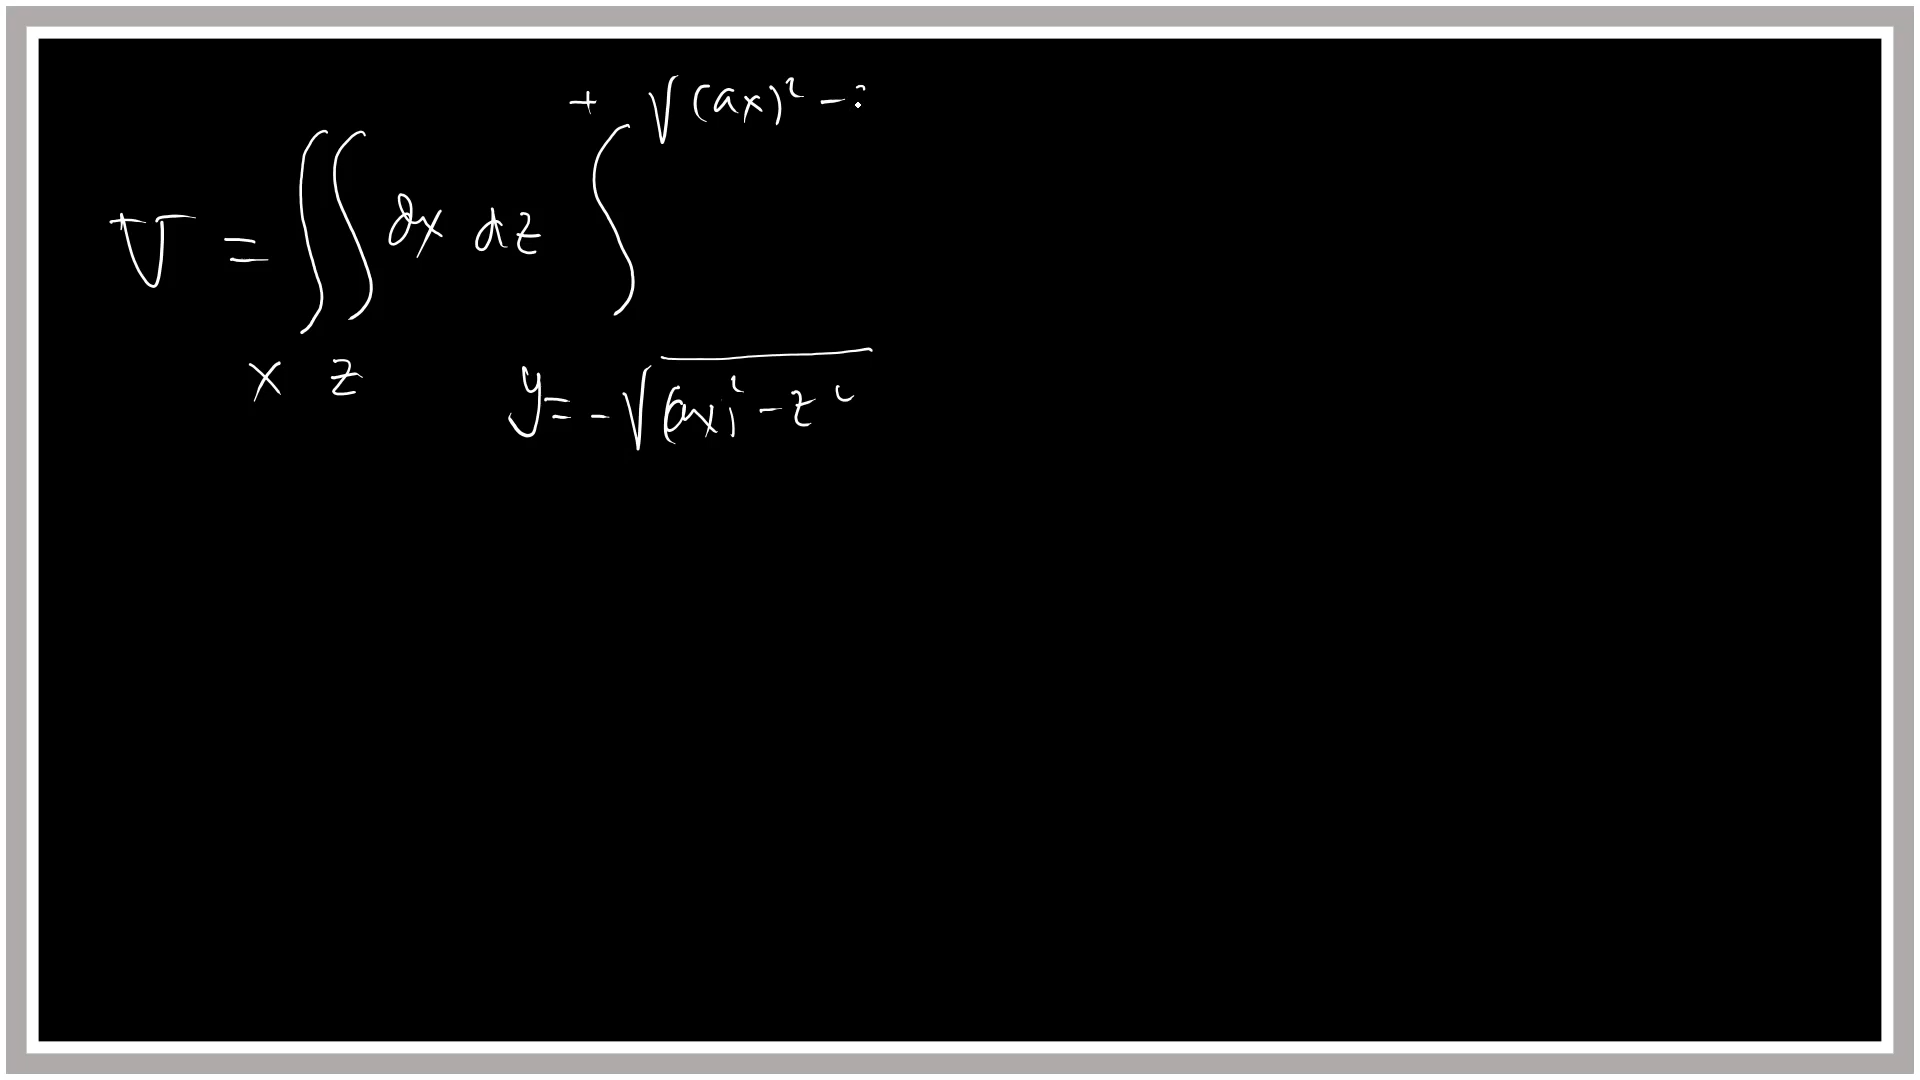 V = ∬ dx dz ∫
+ √(ax)² -
x z y = -√(ax)² - z²